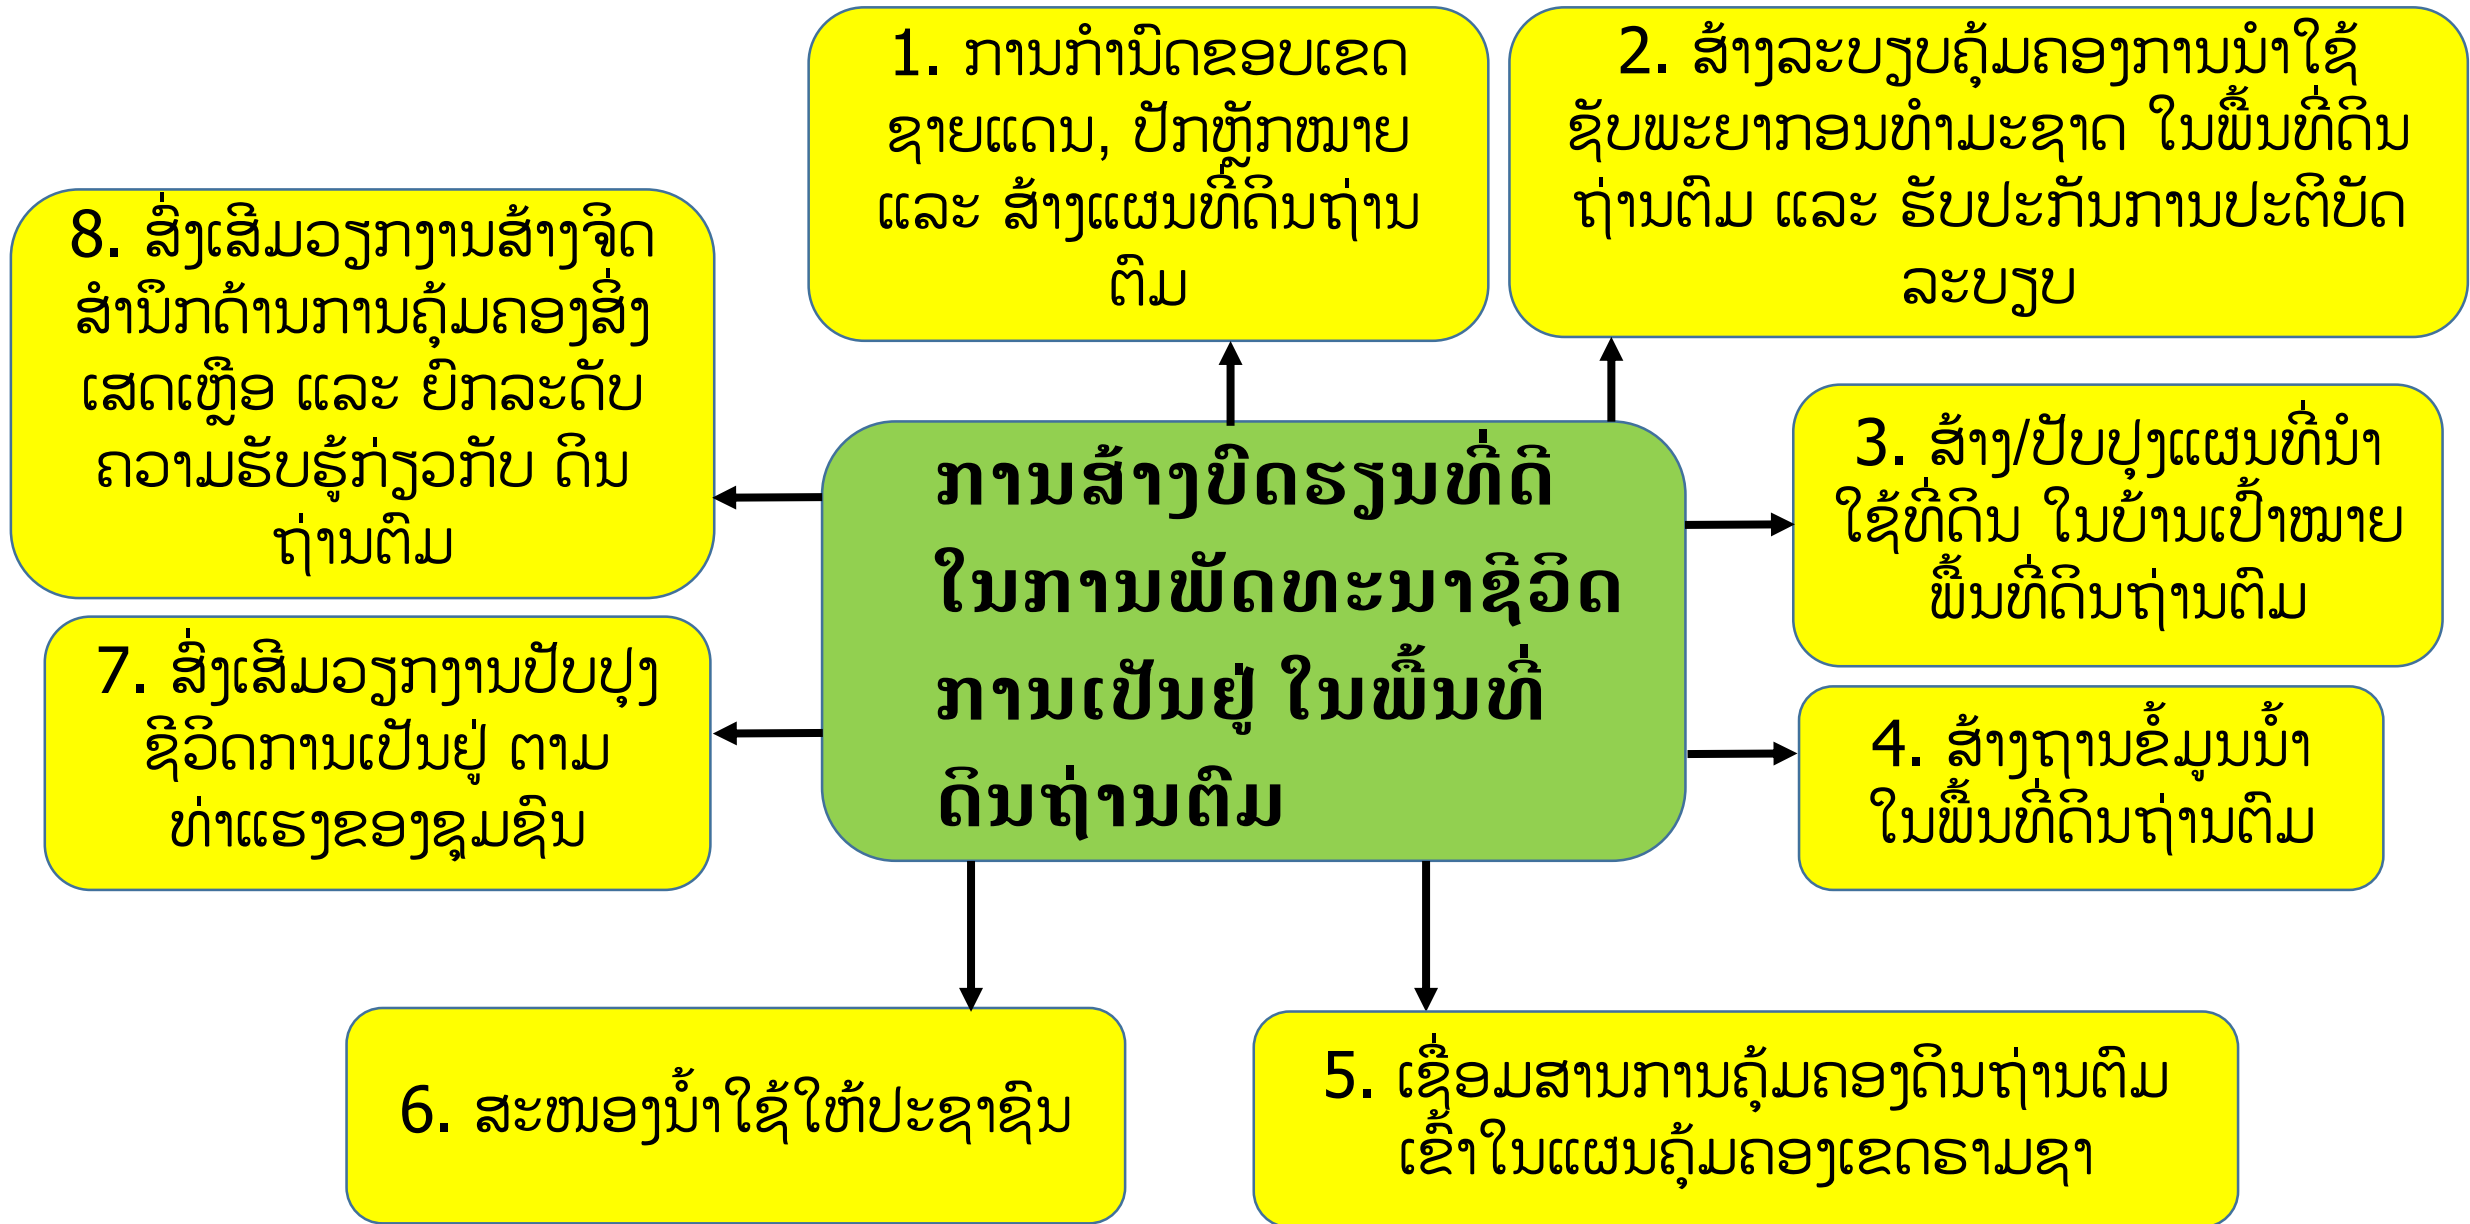 1. ການກຳນົດຂອບເຂດ
ຊາຍແດນ, ປັກຫຼັກໝາຍ
ແລະ ສ້າງແຜນທີ່ດິນຖ່ານ
ຕົມ
2. ສ້າງລະບຽບຄຸ້ມຄອງການນຳໃຊ້
ຊັບພະຍາກອນທຳມະຊາດ ໃນພື້ນທີ່ດິນ
ຖ່ານຕົມ ແລະ ຮັບປະກັນການປະຕິບັດ
ລະບຽບ
3. ສ້າງ/ປັບປຸງແຜນທີ່ນຳ
ໃຊ້ທີ່ດິນ ໃນບ້ານເປົ້າໝາຍ
ພື້ນທີ່ດິນຖ່ານຕົມ
4. ສ້າງຖານຂໍ້ມູນນ້ຳ
ໃນພື້ນທີ່ດິນຖ່ານຕົມ
5. ເຊື່ອມສານການຄຸ້ມຄອງດິນຖ່ານຕົມ
ເຂົ້າໃນແຜນຄຸ້ມຄອງເຂດຣາມຊາ
6. ສະໜອງນ້ຳໃຊ້ໃຫ້ປະຊາຊົນ
7. ສົ່ງເສີມວຽກງານປັບປຸງ
ຊີວິດການເປັນຢູ່ ຕາມ
ທ່າແຮງຂອງຊຸມຊົນ
8. ສົ່ງເສີມວຽກງານສ້າງຈິດ
ສຳນຶກດ້ານການຄຸ້ມຄອງສິ່ງ
ເສດເຫຼືອ ແລະ ຍົກລະດັບ
ຄວາມຮັບຮູ້ກ່ຽວກັບ ດິນ
ຖ່ານຕົມ
ການສ້າງບົດຮຽນທີ່ດີ
ໃນການພັດທະນາຊີວິດ
ການເປັນຢູ່ ໃນພື້ນທີ່
ດິນຖ່ານຕົມ